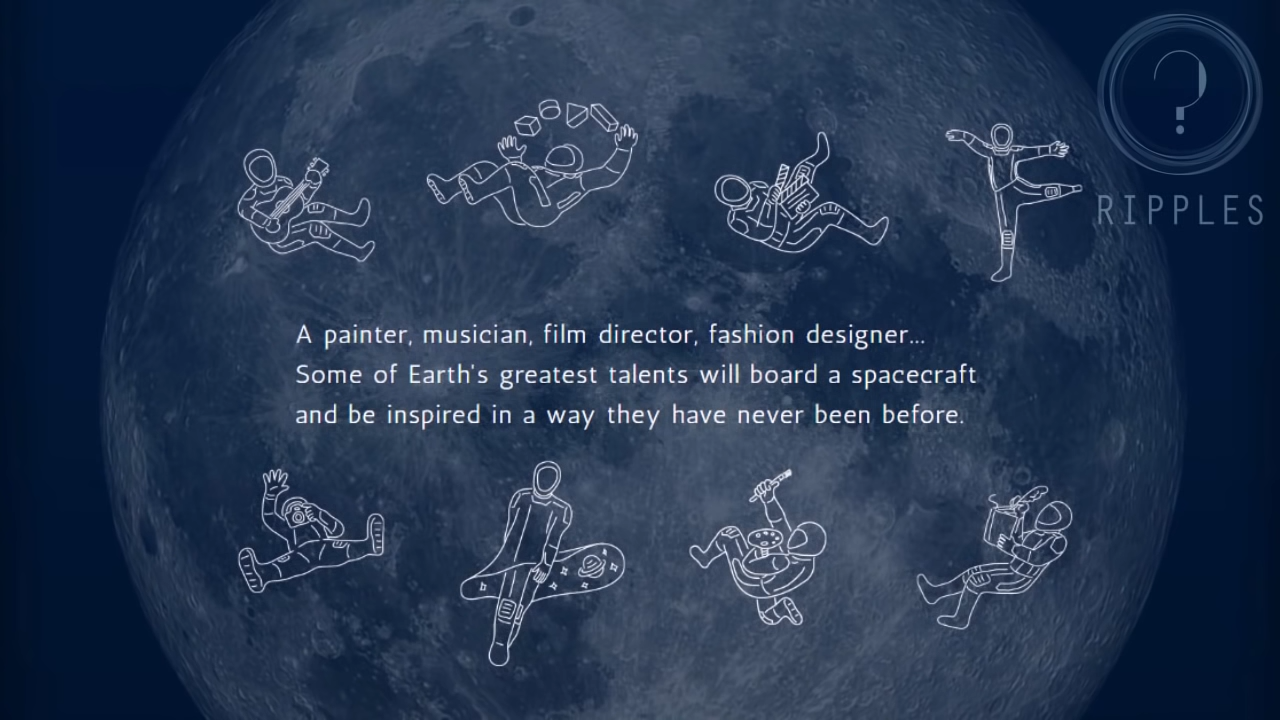 ?
RIPPLES
A painter, musician, film director, fashion designer...
Some of Earth's greatest talents will board a spacecraft
and be inspired in a way they have never been before.